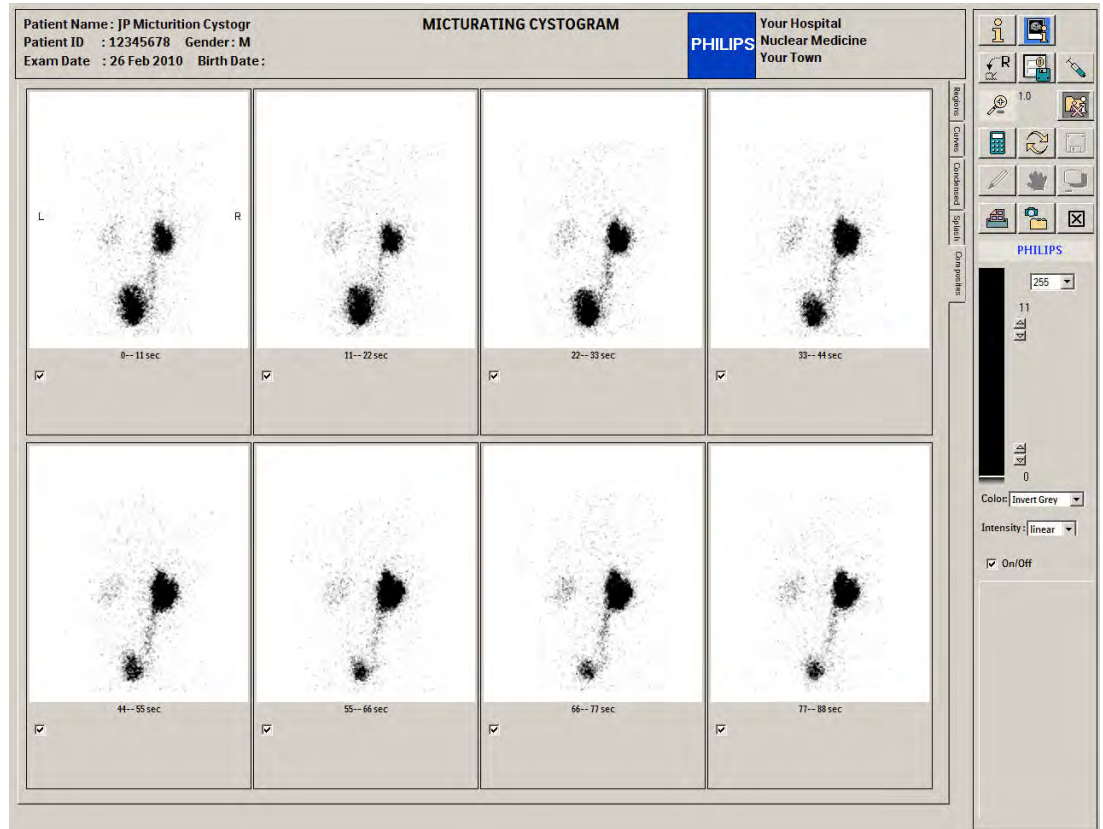 Patient Name : JP Micturition Cystogr
Patient ID : 12345678 Gender : M
Exam Date : 26 Feb 2010 Birth Date :
MICTURATING CYSTOGRAM
PHILIPS
Your Hospital
Nuclear Medicine
Your Town
L R
0-- 11 sec
11-- 22 sec
22-- 33 sec
33-- 44 sec
44-- 55 sec
55-- 66 sec
66-- 77 sec
77-- 88 sec
Regions
Curves
Condensed
Splash
Composites
R
1.0
PHILIPS
255
11
0
Color: Invert Grey
Intensity : linear
On/Off